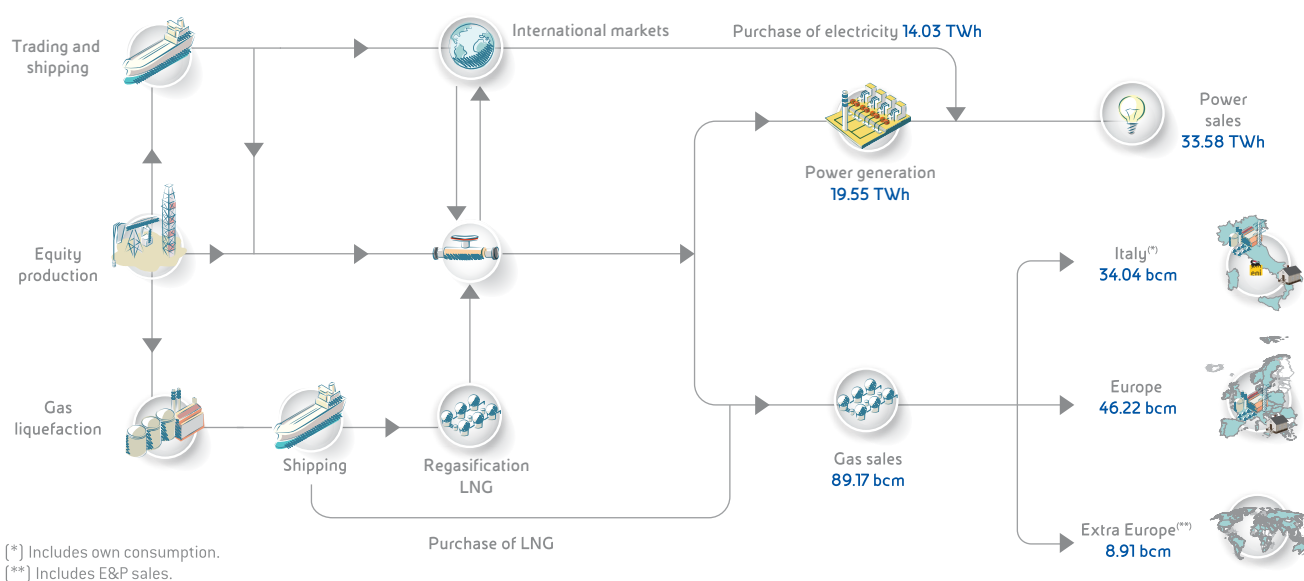 Trading and
shipping
International markets
Purchase of electricity 14.03 TWh
Power
sales
33.58 TWh
Power generation
19.55 TWh
Equity
production
Italy(*)
34.04 bcm
eni
Europe
46.22 bcm
Gas
liquefaction
Shipping
Regasification
LNG
Gas sales
89.17 bcm
Extra Europe(**)
8.91 bcm
Purchase of LNG
(*) Includes own consumption.
(**) Includes E&P sales.